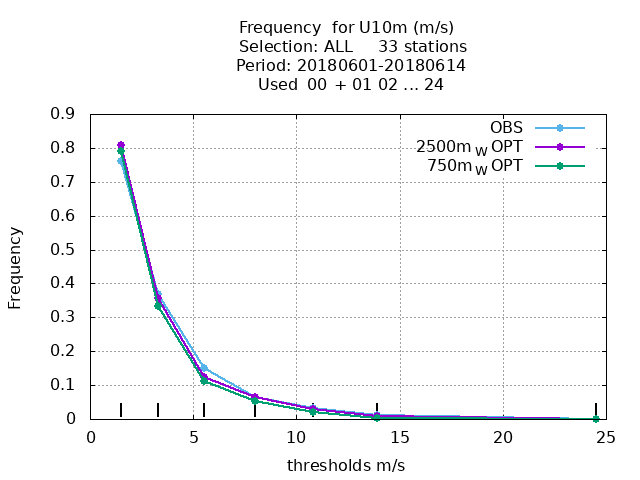 Frequency  for U10m (m/s)
Selection: ALL     33 stations
Period: 20180601-20180614
Used  00  + 01 02 ... 24
OBS
2500m W OPT
750m W OPT
0.9
0.8
0.7
0.6
0.5
0.4
0.3
0.2
0.1
0
Frequency
0 5 10 15 20 25
thresholds m/s